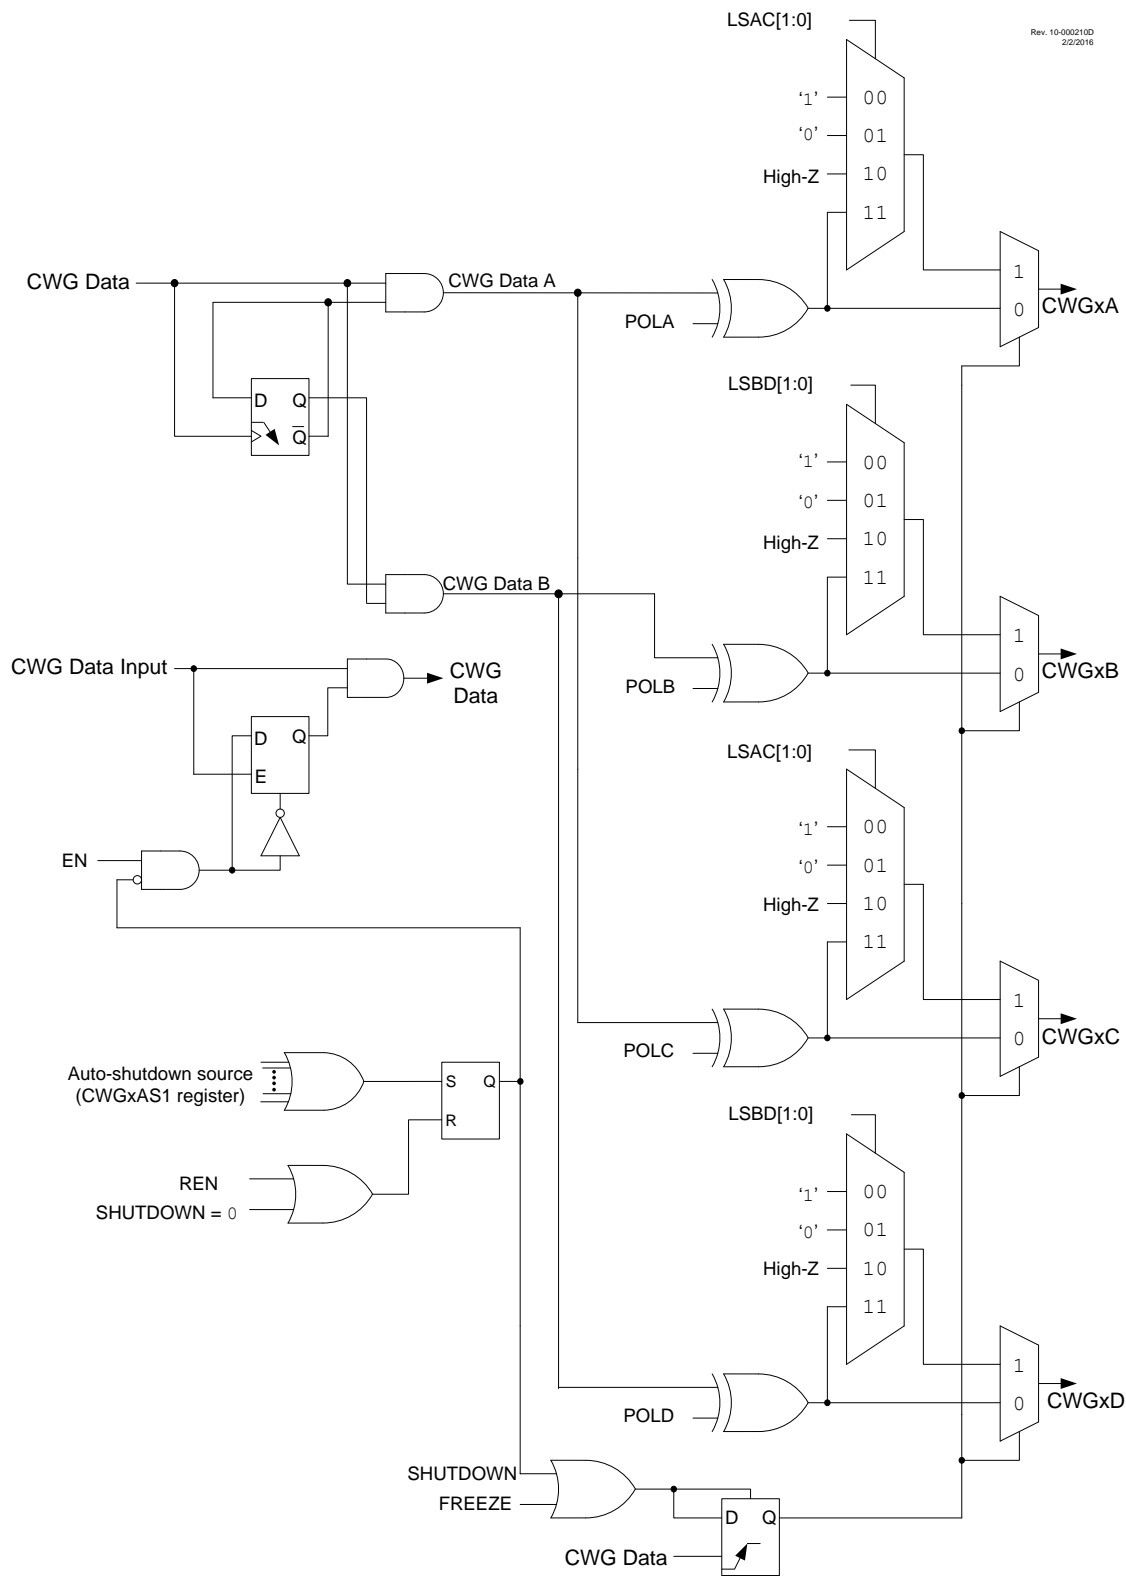 Rev. 10-000210D
2/2/2016
LSAC[1:0]
‘1’
00
‘0’
01
High-Z
10
11
1
0
CWGxA
CWG Data
CWG Data A
POLA
D
Q
Q
LSBD[1:0]
‘1’
00
‘0’
01
High-Z
10
11
1
0
CWGxB
CWG Data B
POLB
CWG Data Input
CWG
Data
D
Q
E
EN
LSAC[1:0]
‘1’
00
‘0’
01
High-Z
10
11
1
0
CWGxC
POLC
Auto-shutdown source
(CWGxAS1 register)
S
Q
R
REN
SHUTDOWN = 0
LSBD[1:0]
‘1’
00
‘0’
01
High-Z
10
11
1
0
CWGxD
POLD
SHUTDOWN
FREEZE
D
Q
CWG Data